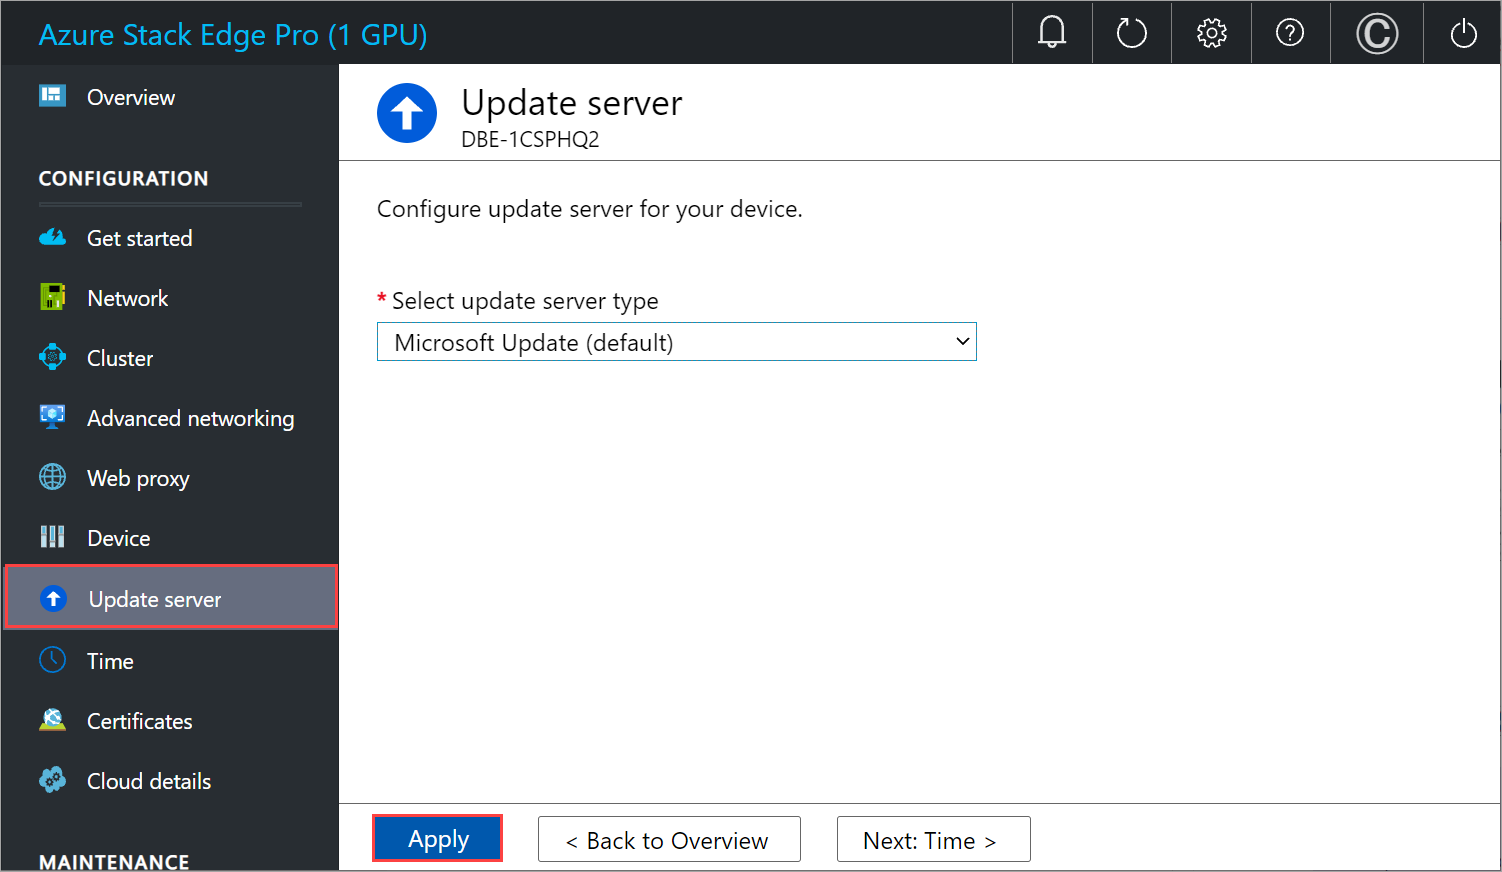 Azure Stack Edge Pro (1 GPU)
Overview
CONFIGURATION
Get started
Network
Cluster
Advanced networking
Web proxy
Device
Update server
Time
Certificates
Cloud details
MAINTENANCE
Update server
DBE-1CSPHQ2
Configure update server for your device.
* Select update server type
Microsoft Update (default)
Apply
< Back to Overview
Next: Time >